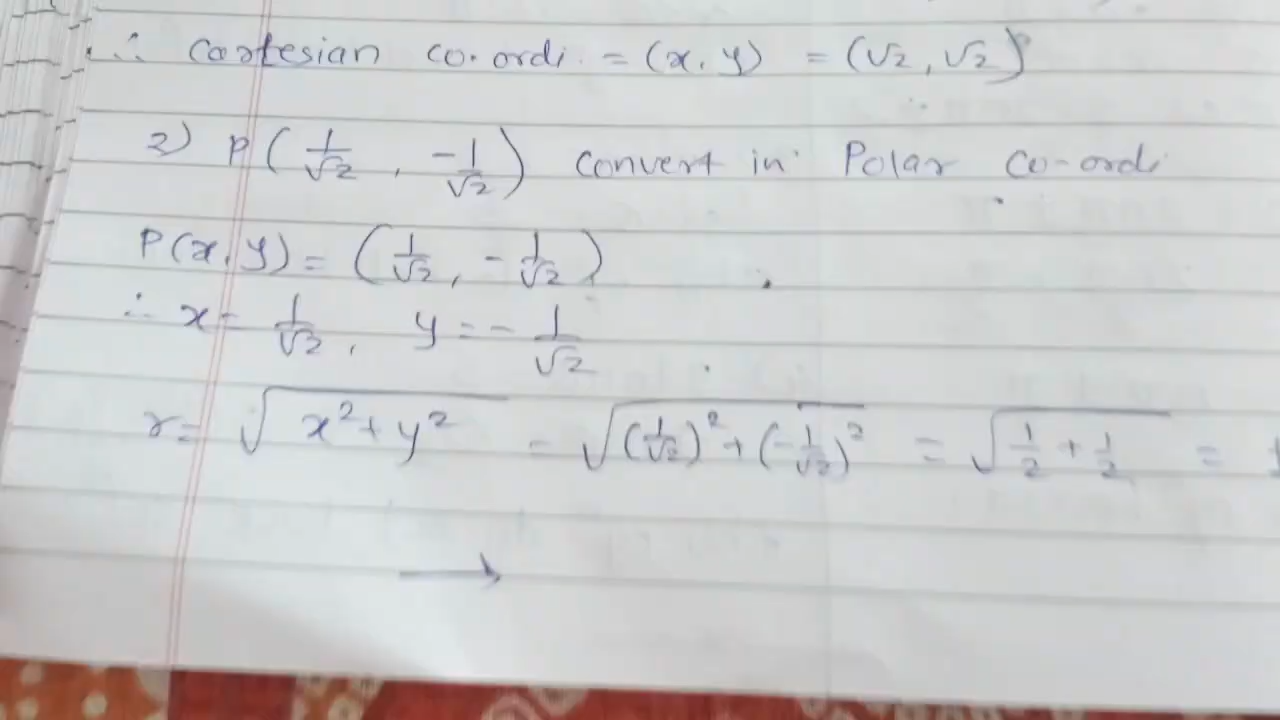 ∴ Cartesian co.ordi. = (x, y) = (√2, √2)
2) P(1/√2, -1/√2) convert in Polar co-ordi
P(x, y) = (1/√2, -1/√2)
∴ x = 1/√2, y = -1/√2
r = √(x² + y²) = √((1/√2)² + (-1/√2)²) = √(1/2 + 1/2) = 1
→